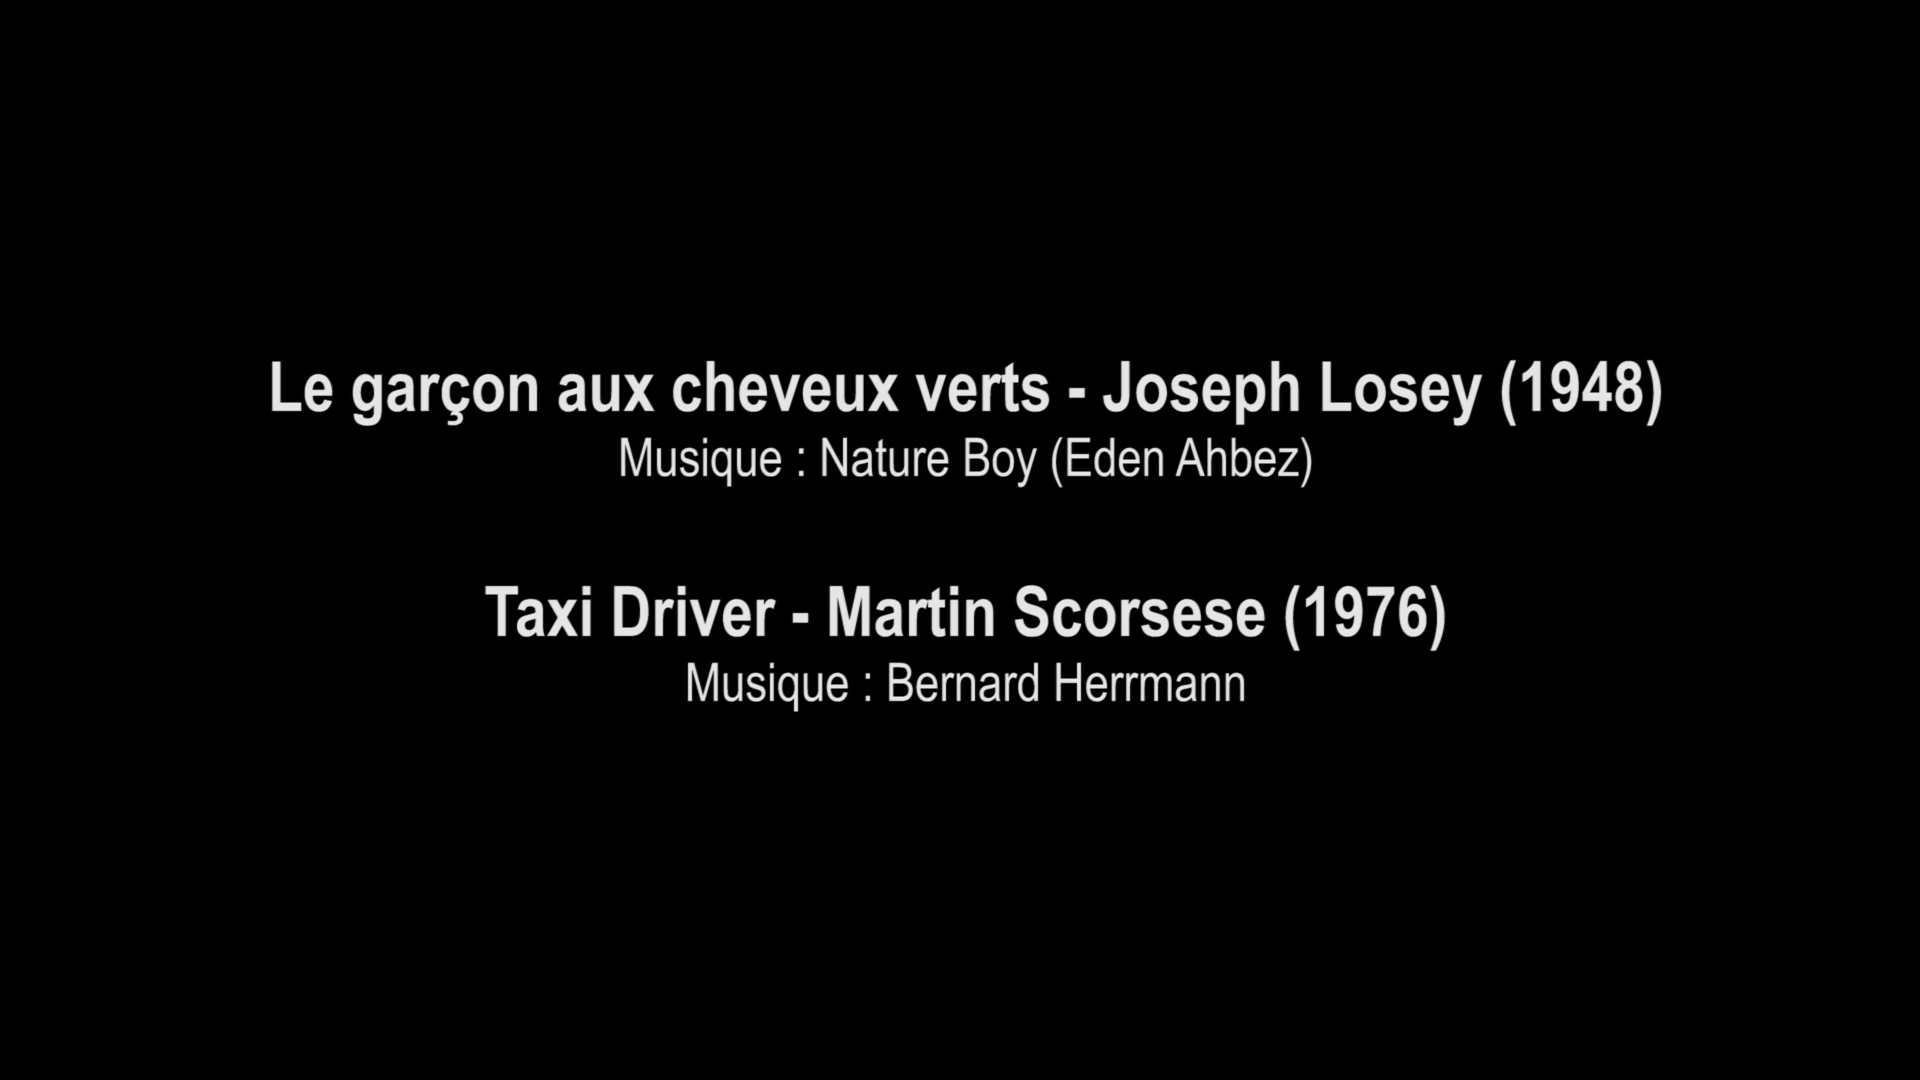 Le garçon aux cheveux verts - Joseph Losey (1948)
Musique : Nature Boy (Eden Ahbez)
Taxi Driver - Martin Scorsese (1976)
Musique : Bernard Herrmann